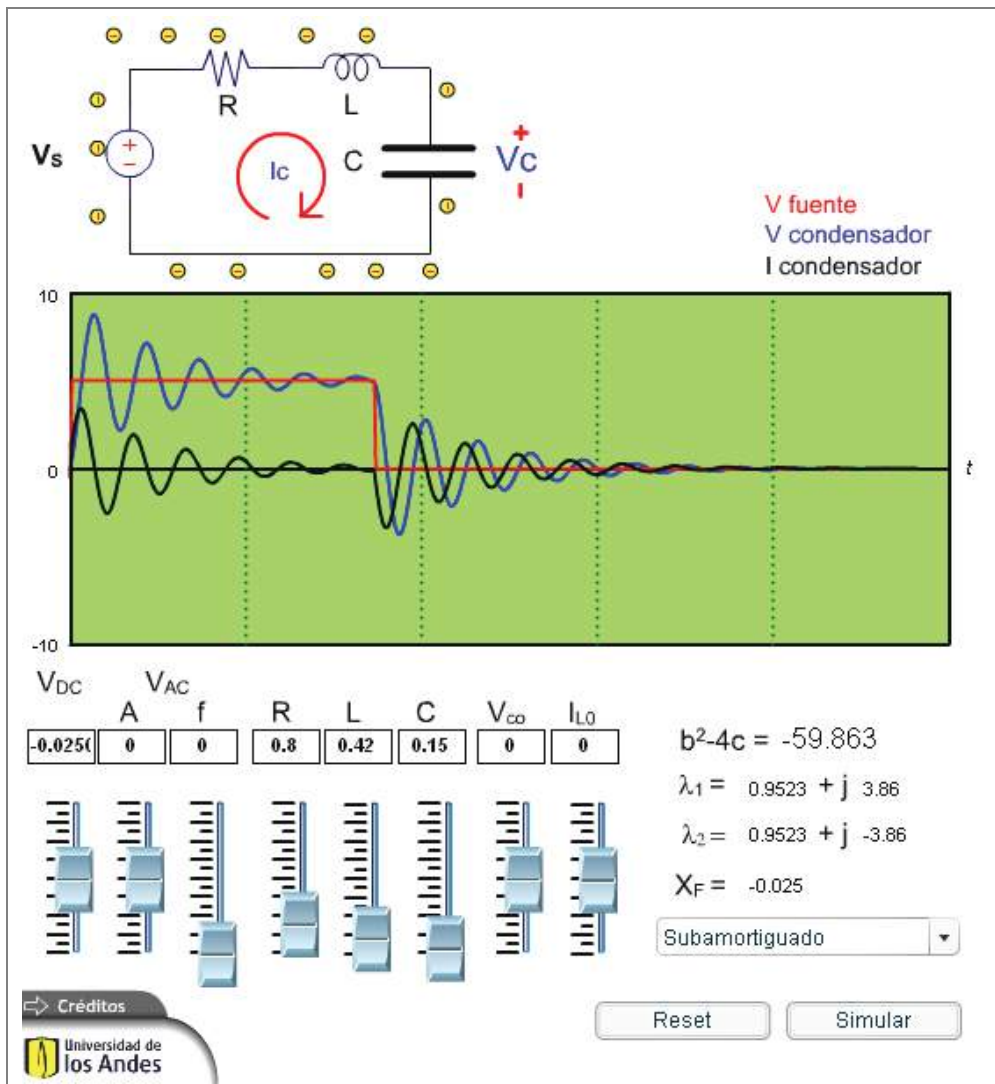 R
L
Vs
+
−
Ic
C
+
Vc
−
V fuente
V condensador
I condensador
10
0
t
-10
VDC
VAC
A f R L C Vco IL0
-0.025(
0
0
0.8
0.42
0.15
0
0
b²-4c = -59.863
λ1 = 0.9523 + j 3.86
λ2 = 0.9523 + j -3.86
XF = -0.025
Subamortiguado
Créditos
Universidad de
los Andes
Reset
Simular